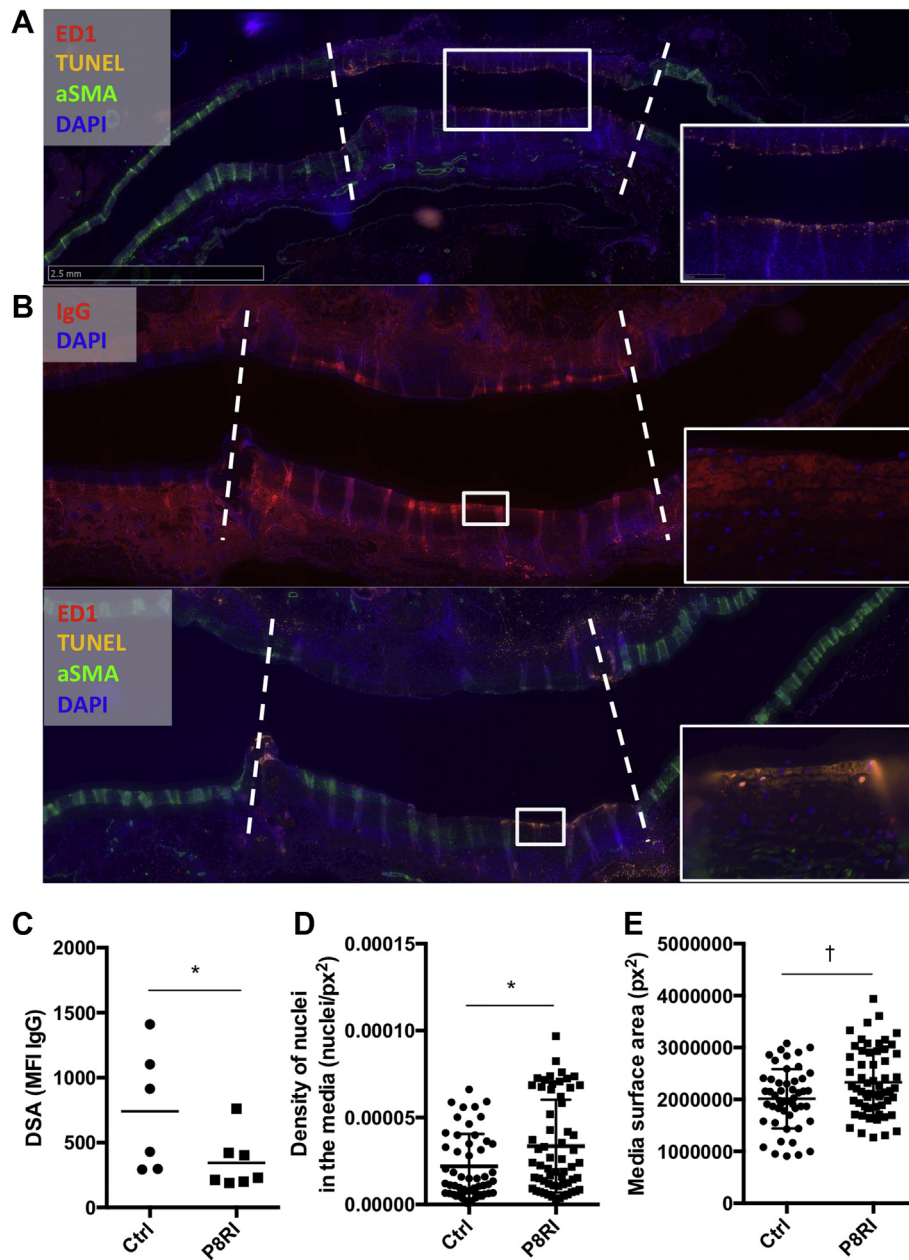 A
ED1
TUNEL
aSMA
DAPI
2.5 mm
B
IgG
DAPI
ED1
TUNEL
aSMA
DAPI
C
DSA (MFI IgG)
2000
1500
1000
500
0
*
Ctrl
P8RI
D
Density of nuclei
in the media (nuclei/px²)
0.00015
0.00010
0.00005
0.00000
*
Ctrl
P8RI
E
Media surface area (px²)
5000000
4000000
3000000
2000000
1000000
0
†
Ctrl
P8RI